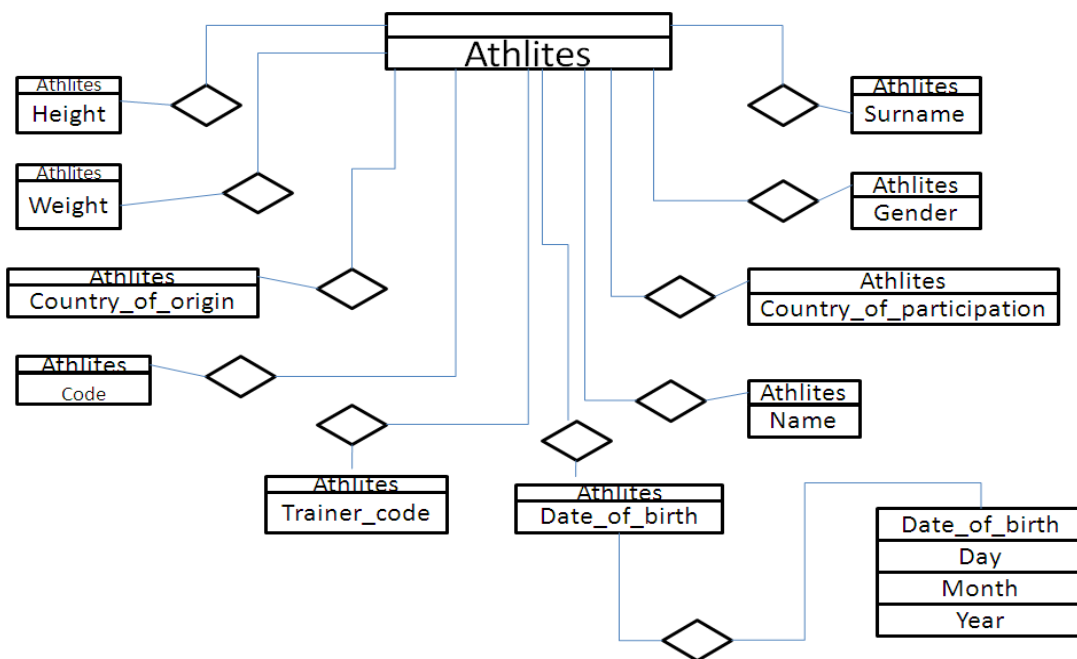 Athlites
Athlites
Height
Athlites
Surname
Athlites
Weight
Athlites
Gender
Athlites
Country_of_origin
Athlites
Country_of_participation
Athlites
Code
Athlites
Name
Athlites
Trainer_code
Athlites
Date_of_birth
Date_of_birth
Day
Month
Year